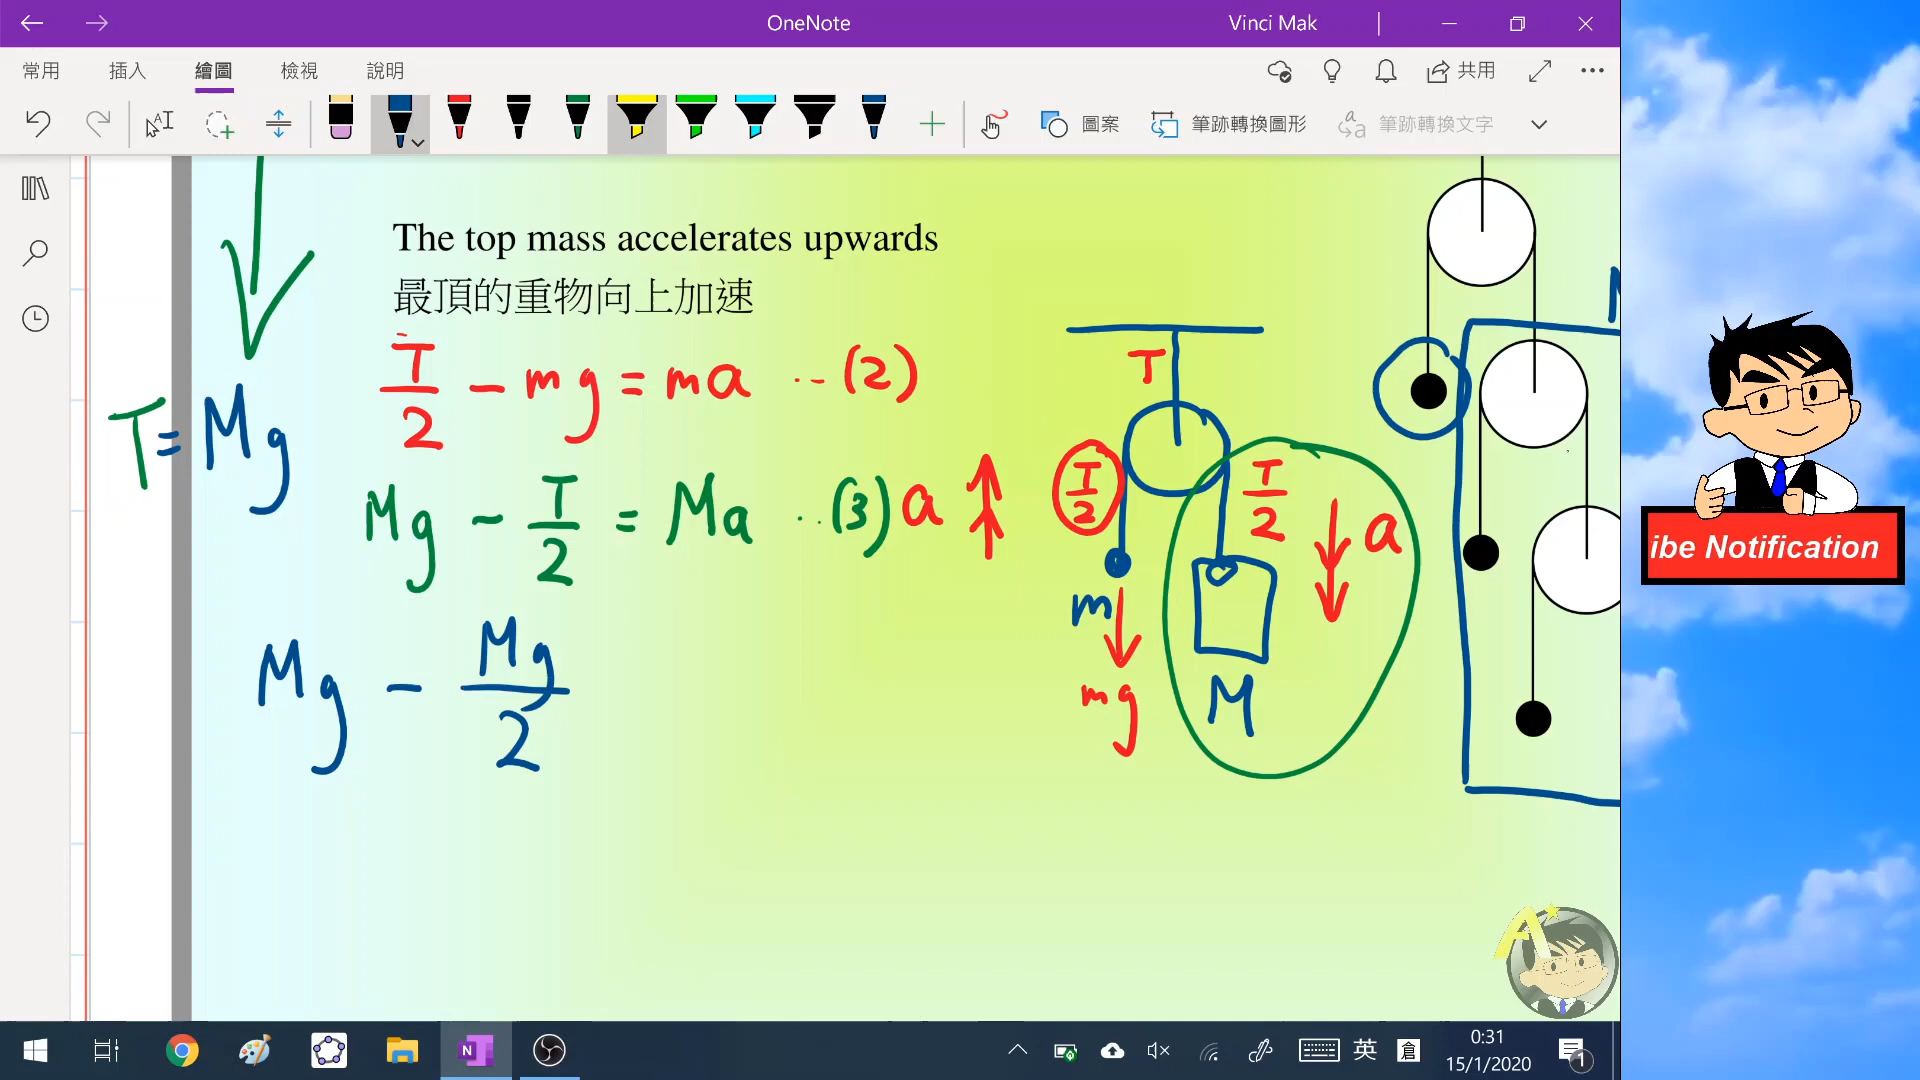 OneNote
Vinci Mak
常用 插入 繪圖 檢視 說明
共用
圖案
筆跡轉換圖形
筆跡轉換文字
The top mass accelerates upwards
最頂的重物向上加速
T/2 - mg = ma ... (2)
T = Mg
Mg - T/2 = Ma ... (3)
a
Mg - Mg/2
T
T/2
T/2
a
m
mg
M
ibe Notification
A
英
倉
0:31
15/1/2020
1